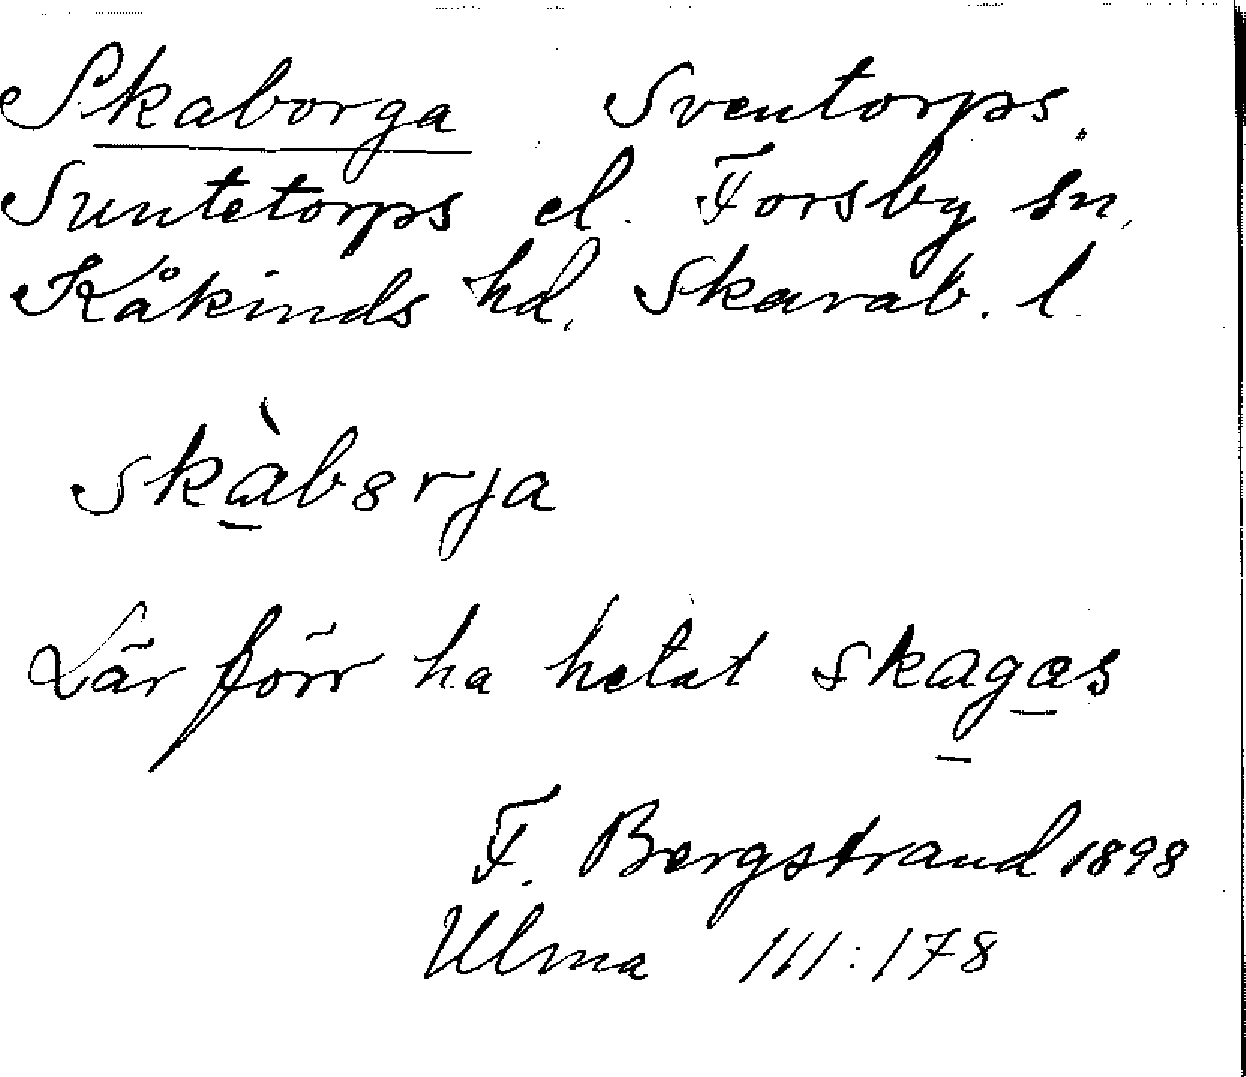 Skaborga Sventorps,
Suntetorps el. Forsby sn,
Kåkinds hd, Skarab. l.
skàbɜrja
Lär förr ha hetat skagas
F. Bergstrand 1898
Ulma 111:178